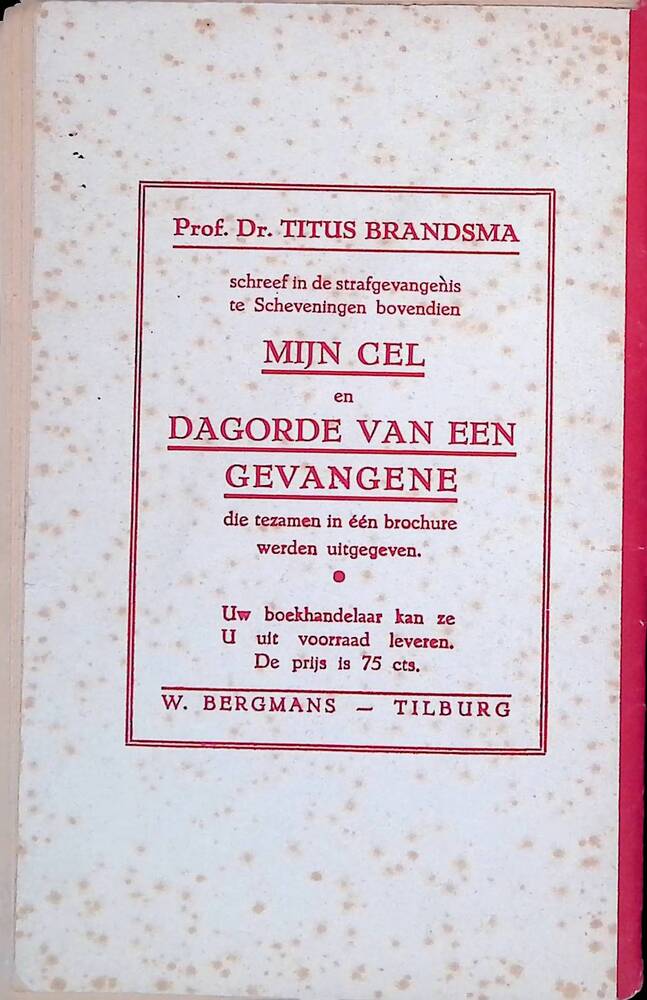 Prof. Dr. TITUS BRANDSMA
schreef in de strafgevangenis
te Scheveningen bovendien
MIJN CEL
en
DAGORDE VAN EEN
GEVANGENE
die tezamen in één brochure
werden uitgegeven.
Uw boekhandelaar kan ze
U uit voorraad leveren.
De prijs is 75 cts.
W. BERGMANS — TILBURG